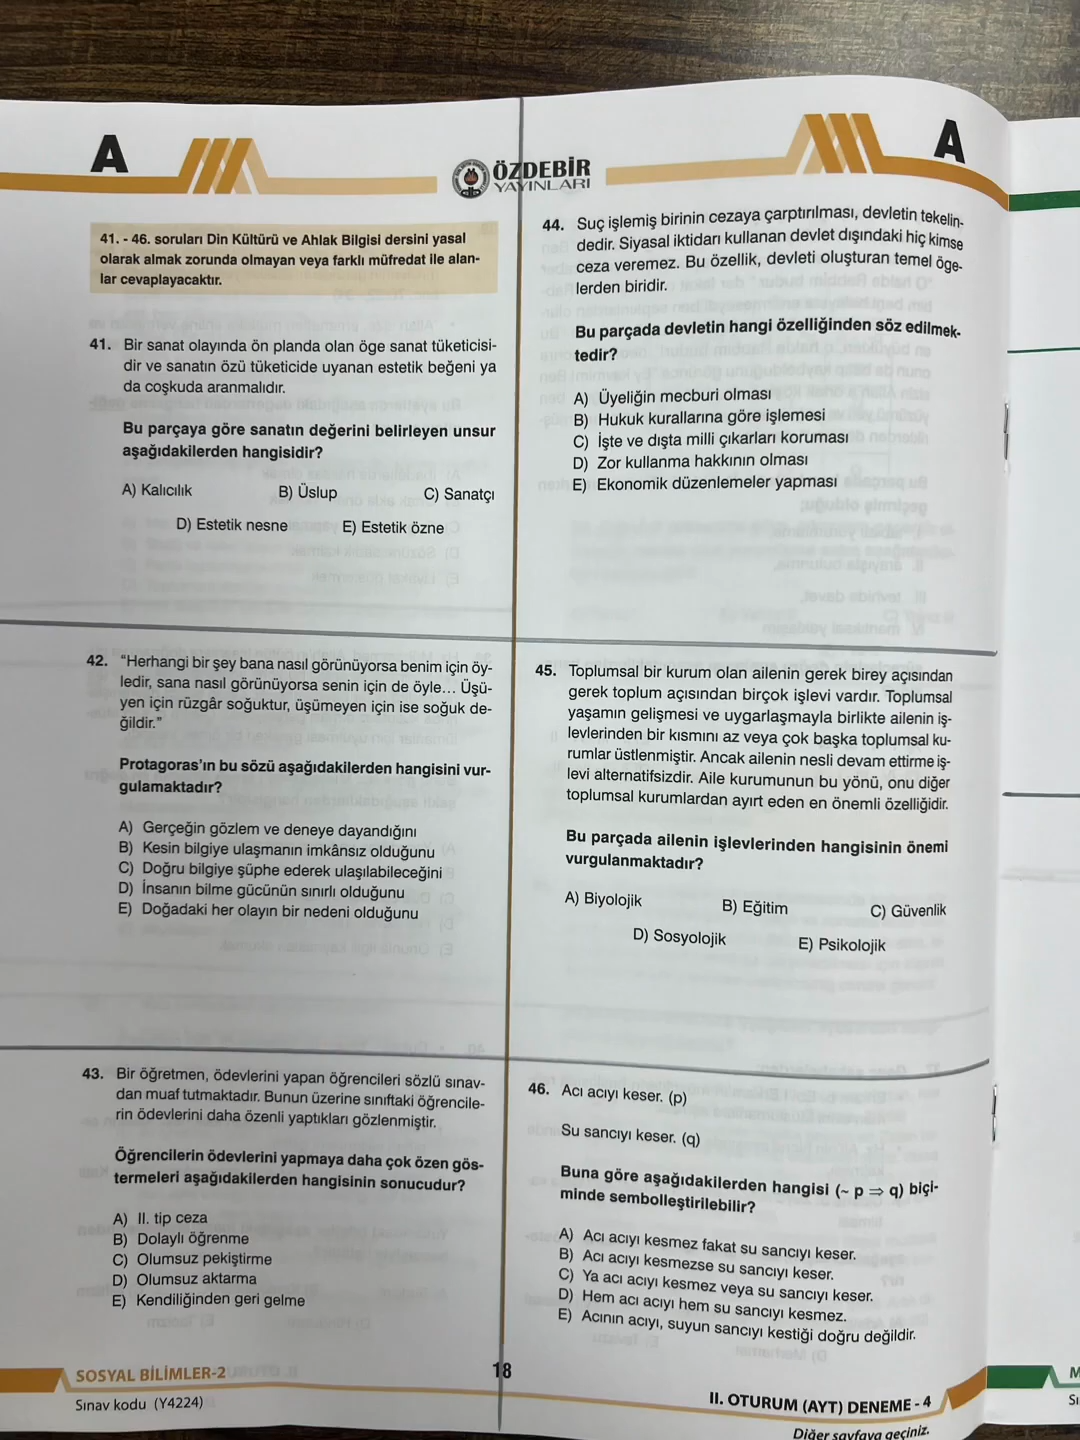 A
ÖZDEBİR
YAYINLARI
A
41. - 46. soruları Din Kültürü ve Ahlak Bilgisi dersini yasal
olarak almak zorunda olmayan veya farklı müfredat ile alan-
lar cevaplayacaktır.
41. Bir sanat olayında ön planda olan öge sanat tüketicisi-
dir ve sanatın özü tüketicide uyanan estetik beğeni ya
da coşkuda aranmalıdır.
Bu parçaya göre sanatın değerini belirleyen unsur
aşağıdakilerden hangisidir?
A) Kalıcılık B) Üslup C) Sanatçı
D) Estetik nesne E) Estetik özne
42. “Herhangi bir şey bana nasıl görünüyorsa benim için öy-
ledir, sana nasıl görünüyorsa senin için de öyle... Üşü-
yen için rüzgâr soğuktur, üşümeyen için ise soğuk de-
ğildir.”
Protagoras'ın bu sözü aşağıdakilerden hangisini vur-
gulamaktadır?
A) Gerçeğin gözlem ve deneye dayandığını
B) Kesin bilgiye ulaşmanın imkânsız olduğunu
C) Doğru bilgiye şüphe ederek ulaşılabileceğini
D) İnsanın bilme gücünün sınırlı olduğunu
E) Doğadaki her olayın bir nedeni olduğunu
43. Bir öğretmen, ödevlerini yapan öğrencileri sözlü sınav-
dan muaf tutmaktadır. Bunun üzerine sınıftaki öğrencile-
rin ödevlerini daha özenli yaptıkları gözlenmiştir.
Öğrencilerin ödevlerini yapmaya daha çok özen gös-
termeleri aşağıdakilerden hangisinin sonucudur?
A) II. tip ceza
B) Dolaylı öğrenme
C) Olumsuz pekiştirme
D) Olumsuz aktarma
E) Kendiliğinden geri gelme
44. Suç işlemiş birinin cezaya çarptırılması, devletin tekelin-
dedir. Siyasal iktidarı kullanan devlet dışındaki hiç kimse
ceza veremez. Bu özellik, devleti oluşturan temel öge-
lerden biridir.
Bu parçada devletin hangi özelliğinden söz edilmek-
tedir?
A) Üyeliğin mecburi olması
B) Hukuk kurallarına göre işlemesi
C) İşte ve dışta milli çıkarları koruması
D) Zor kullanma hakkının olması
E) Ekonomik düzenlemeler yapması
45. Toplumsal bir kurum olan ailenin gerek birey açısından
gerek toplum açısından birçok işlevi vardır. Toplumsal
yaşamın gelişmesi ve uygarlaşmayla birlikte ailenin iş-
levlerinden bir kısmını az veya çok başka toplumsal ku-
rumlar üstlenmiştir. Ancak ailenin nesli devam ettirme iş-
levi alternatifsizdir. Aile kurumunun bu yönü, onu diğer
toplumsal kurumlardan ayırt eden en önemli özelliğidir.
Bu parçada ailenin işlevlerinden hangisinin önemi
vurgulanmaktadır?
A) Biyolojik B) Eğitim C) Güvenlik
D) Sosyolojik E) Psikolojik
46. Acı acıyı keser. (p)
Su sancıyı keser. (q)
Buna göre aşağıdakilerden hangisi (~ p ⇒ q) biçi-
minde sembolleştirilebilir?
A) Acı acıyı kesmez fakat su sancıyı keser.
B) Acı acıyı kesmezse su sancıyı keser.
C) Ya acı acıyı kesmez veya su sancıyı keser.
D) Hem acı acıyı hem su sancıyı kesmez.
E) Acının acıyı, suyun sancıyı kestiği doğru değildir.
SOSYAL BİLİMLER-2
Sınav kodu (Y4224)
18
II. OTURUM (AYT) DENEME - 4
Diğer sayfaya geçiniz.